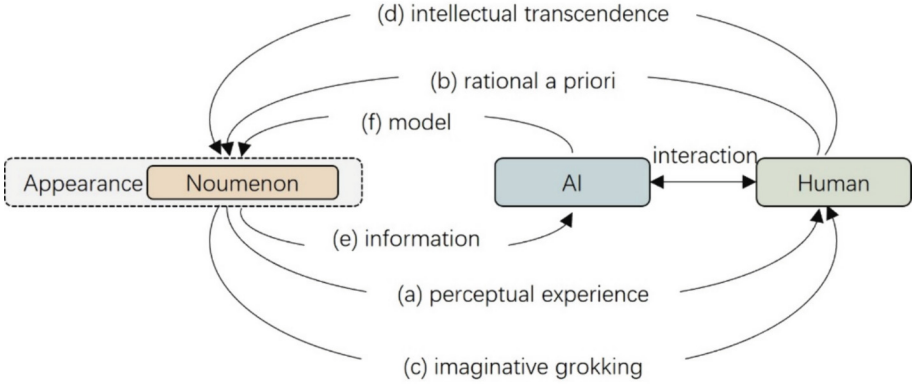 (d) intellectual transcendence
(b) rational a priori
(f) model
interaction
Appearance
Noumenon
AI
Human
(e) information
(a) perceptual experience
(c) imaginative grokking